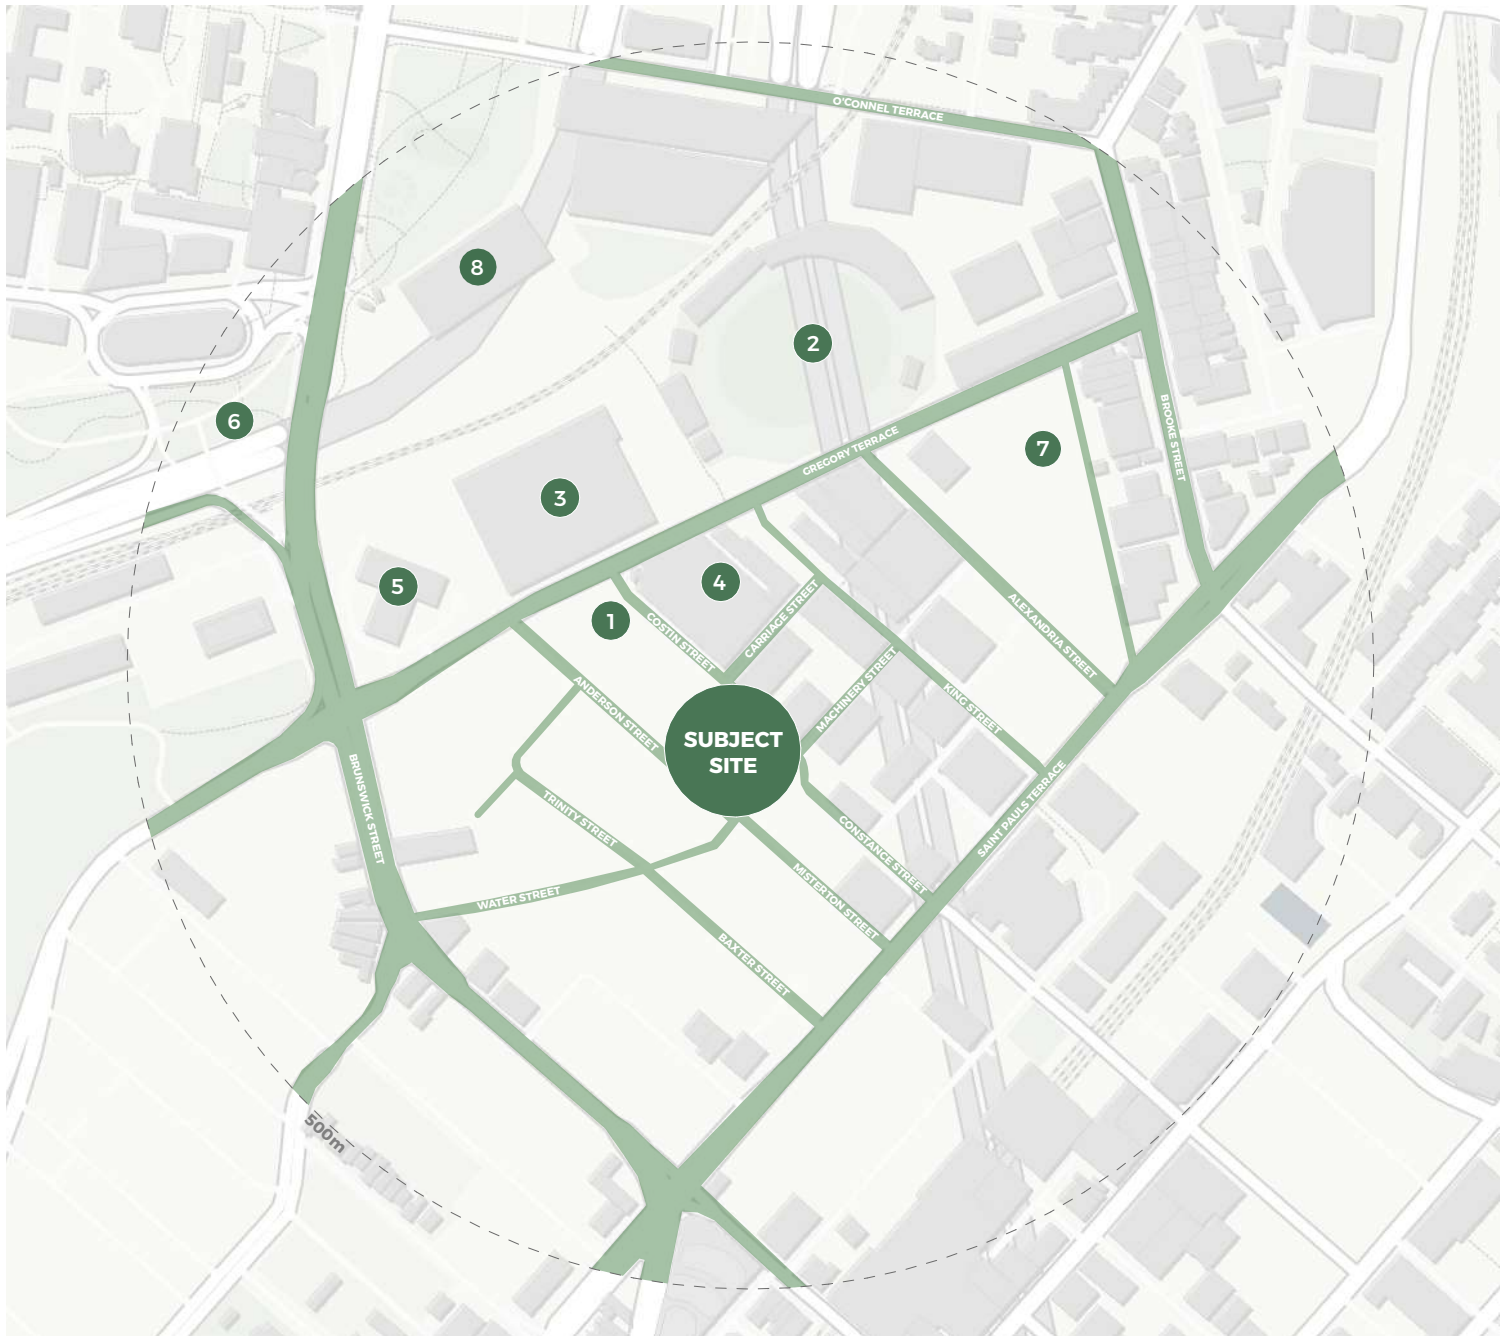 O'CONNEL TERRACE
8
2
BROOKE STREET
6
GREGORY TERRACE
7
3
5
4
1
COSTIN STREET
CARRIAGE STREET
ALEXANDRIA STREET
ANDERSON STREET
MACHINERY STREET
KING STREET
SUBJECT
SITE
BRUNSWICK STREET
TRINITY STREET
CONSTANCE STREET
SAINT PAULS TERRACE
WATER STREET
MISTERTON STREET
BAXTER STREET
500m